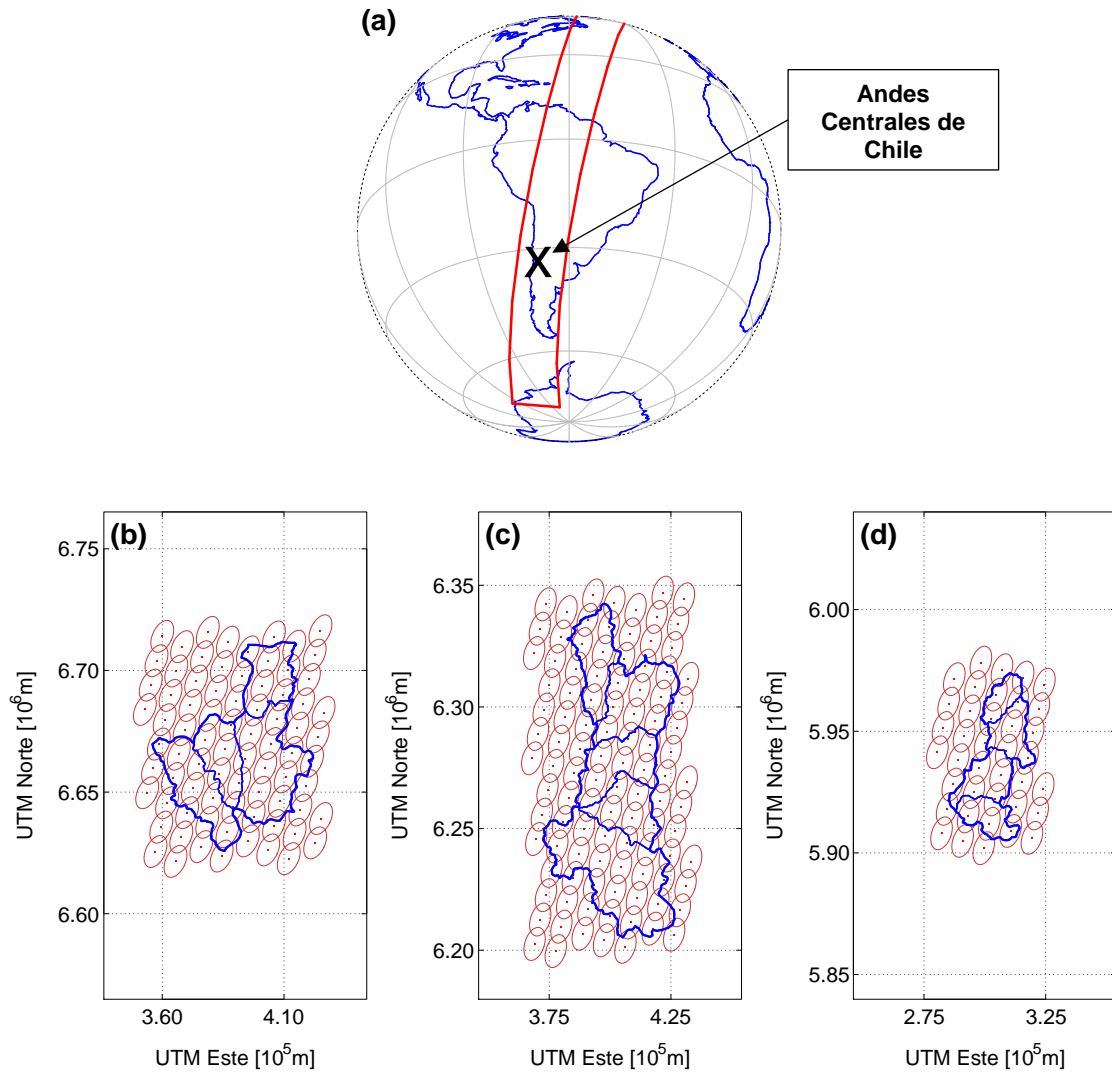 (a)
Andes
Centrales de
Chile
X
(b)
6.75
6.70
6.65
6.60
UTM Norte [10⁶m]
3.60
4.10
UTM Este [10⁵m]
(c)
6.35
6.30
6.25
6.20
UTM Norte [10⁶m]
3.75
4.25
UTM Este [10⁵m]
(d)
6.00
5.95
5.90
5.85
UTM Norte [10⁶m]
2.75
3.25
UTM Este [10⁵m]